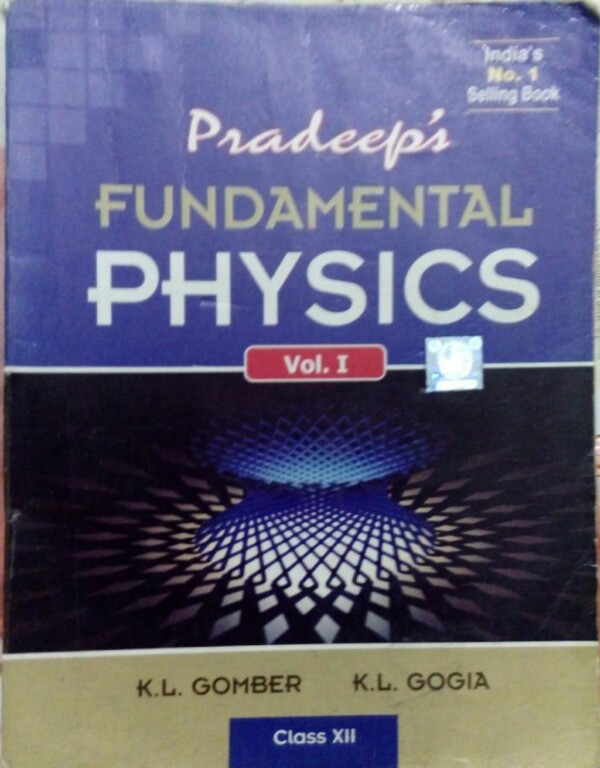 India's
No. 1
Selling Book
Pradeep's
FUNDAMENTAL
PHYSICS
Vol. I
K.L. GOMBER K.L. GOGIA
Class XII